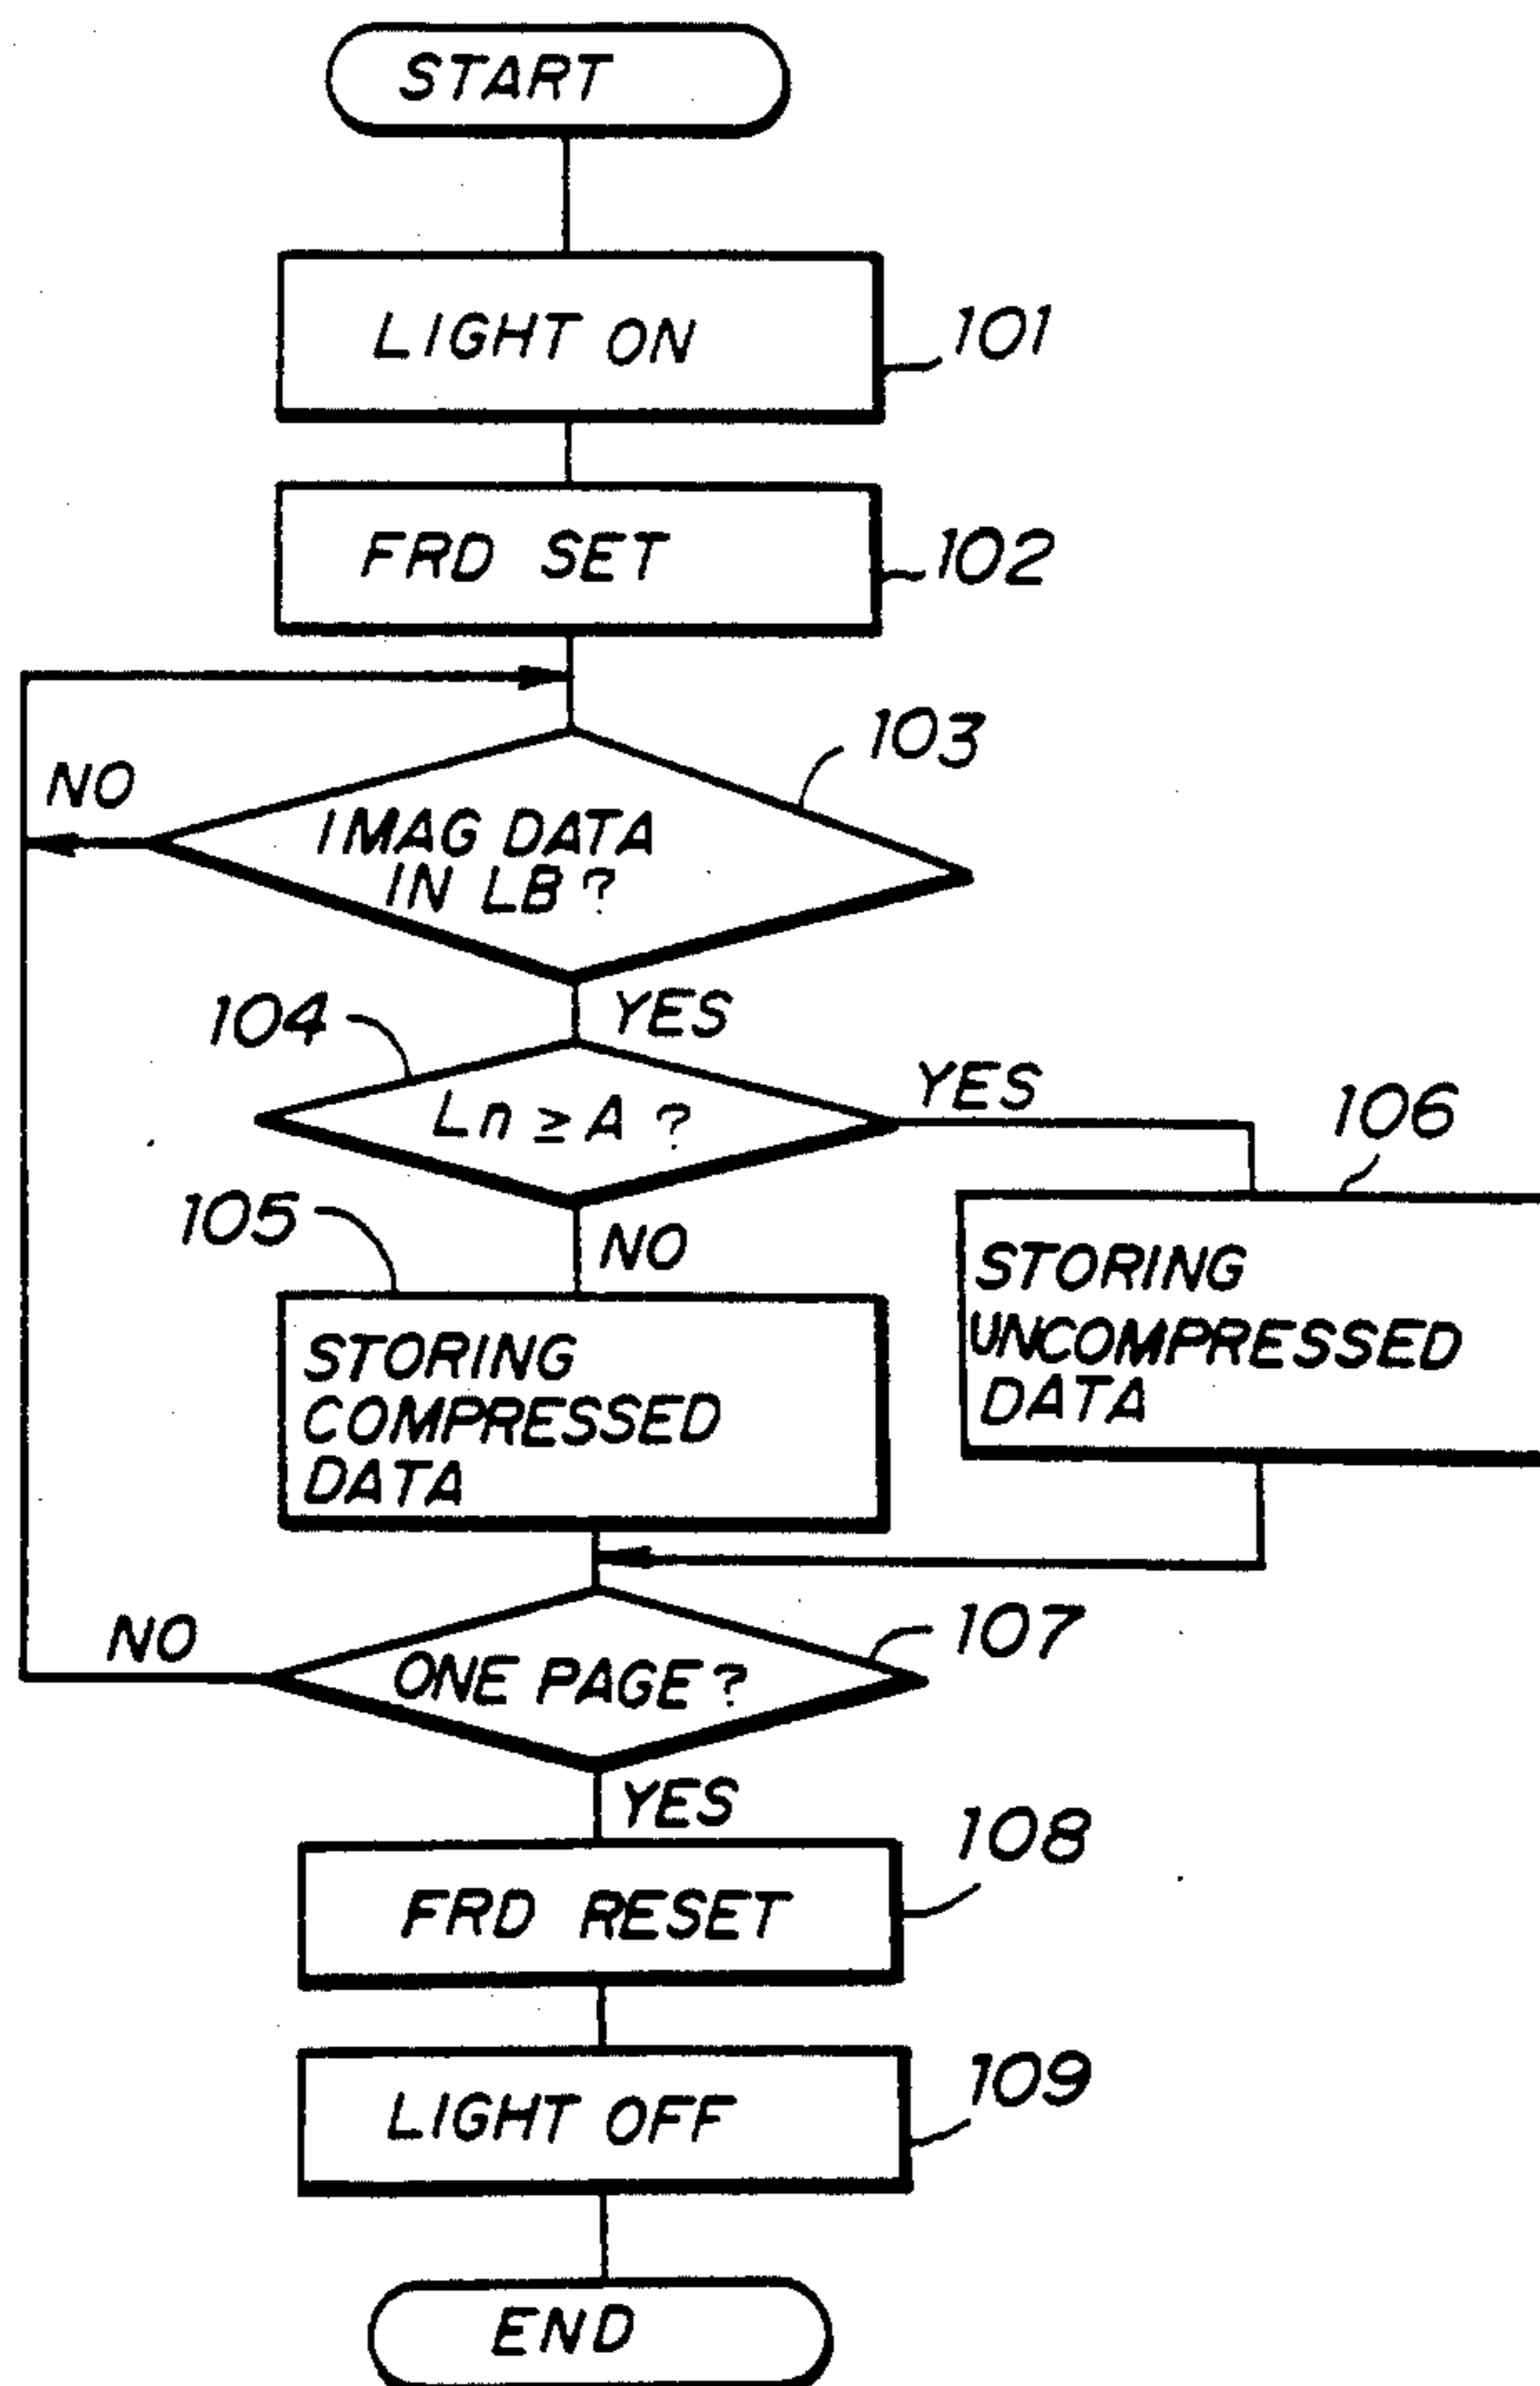 START
LIGHT ON
101
FRD SET
102
103
NO
IMAG DATA
IN LB?
YES
104
Ln ≥ A ?
YES
106
105
NO
STORING
UNCOMPRESSED
DATA
STORING
COMPRESSED
DATA
107
NO
ONE PAGE?
YES
108
FRD RESET
109
LIGHT OFF
END